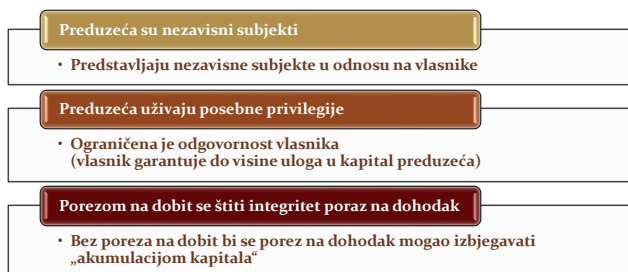 Preduzeća su nezavisni subjekti
• Predstavljaju nezavisne subjekte u odnosu na vlasnike
Preduzeća uživaju posebne privilegije
• Ograničena je odgovornost vlasnika
(vlasnik garantuje do visine uloga u kapital preduzeća)
Porezom na dobit se štiti integritet poraz na dohodak
• Bez poreza na dobit bi se porez na dohodak mogao izbjegavati
„akumulacijom kapitala“